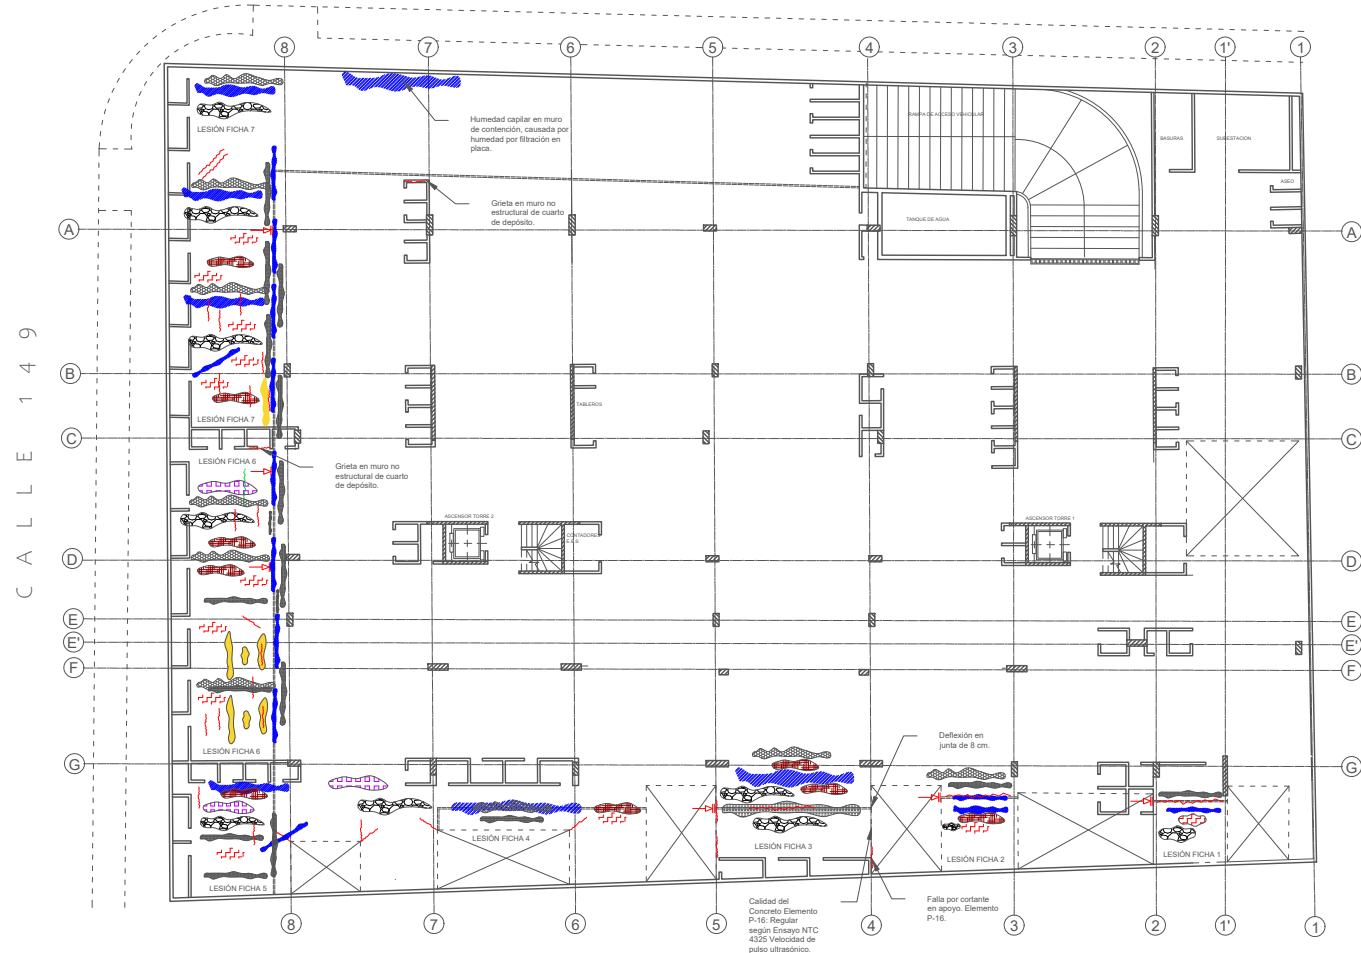 8
7
6
5
4
3
2
1'
1
LESIÓN FICHA 7
Humedad capilar en muro
de contención, causada por
humedad por filtración en
placa.
RAMPA DE ACCESO VEHICULAR
BASURAS
SUBESTACION
ASEO
Grieta en muro no
estructural de cuarto
de depósito.
TANQUE DE AGUA
A
A
CALLE 149
B
B
TABLEROS
LESIÓN FICHA 7
C
C
LESIÓN FICHA 6
Grieta en muro no
estructural de cuarto
de depósito.
ASCENSOR TORRE 2
CONTADORES
E.E.S
ASCENSOR TORRE 1
D
D
E
E
E'
E'
F
F
LESIÓN FICHA 6
Deflexión en
junta de 8 cm.
G
G
LESIÓN FICHA 4
LESIÓN FICHA 3
LESIÓN FICHA 2
LESIÓN FICHA 1
LESIÓN FICHA 5
Calidad del
Concreto Elemento
P-16: Regular
según Ensayo NTC
4325 Velocidad de
pulso ultrasónico.
Falla por cortante
en apoyo. Elemento
P-16.
8
7
6
5
4
3
2
1'
1